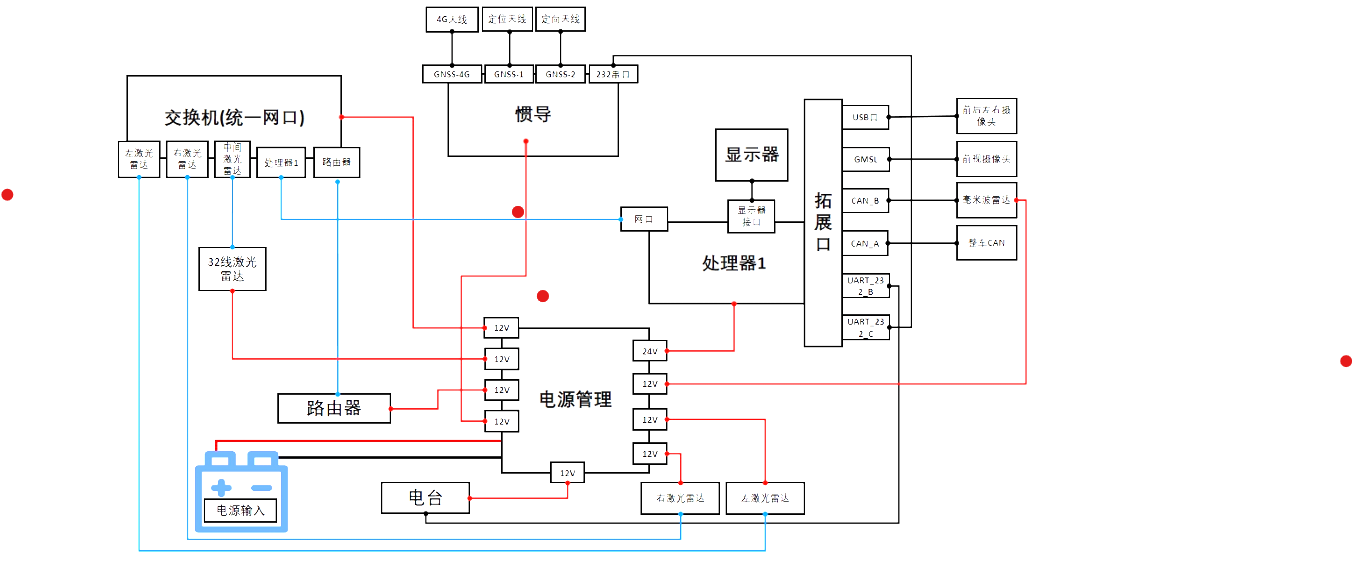 4G天线
定位天线
定向天线
GNSS-4G
GNSS-1
GNSS-2
232串口
惯导
交换机(统一网口)
左激光
雷达
右激光
雷达
中间
激光
雷达
处理器1
路由器
32线激光
雷达
显示器
显示器
接口
网口
处理器1
拓
展
口
USB口
GMSL
CAN_B
CAN_A
UART_23
2_B
UART_23
2_C
前后左右摄
像头
前视摄像头
毫米波雷达
整车CAN
12V
12V
12V
12V
24V
12V
12V
12V
12V
电源管理
路由器
电源输入
电台
右激光雷达
左激光雷达